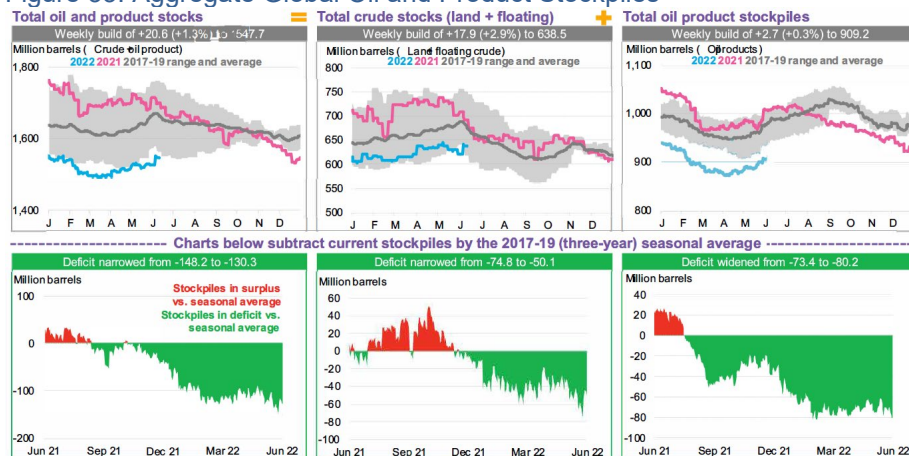 Total oil and product stocks =
Total crude stocks (land + floating) +
Total oil product stockpiles
Weekly build of +20.6 (+1.3%) 1547.7
Weekly build of +17.9 (+2.9%) to 638.5
Weekly build of +2.7 (+0.3%) to 909.2
Million barrels ( Crude oil product)
2022 2021 2017-19 range and average
1,800
1,600
1,400
J F M A M J J A S O N D
Million barrels ( Land floating crude)
2022 2021 2017-19 range and average
800
750
700
650
600
550
500
J F M A M J J A S O N D
Million barrels ( Oil products)
2022 2021 2017-19 range and average
1,100
1,000
900
800
J F M A M J J A S O N D
Charts below subtract current stockpiles by the 2017-19 (three-year) seasonal average
Deficit narrowed from -148.2 to -130.3
Deficit narrowed from -74.8 to -50.1
Deficit widened from -73.4 to -80.2
Million barrels
Stockpiles in surplus
vs. seasonal average
Stockpiles in deficit vs.
seasonal average
100
0
-100
-200
Jun 21 Sep 21 Dec 21 Mar 22 Jun 22
Million barrels
60
40
20
0
-20
-40
-60
-80
-100
Jun 21 Sep 21 Dec 21 Mar 22 Jun 22
Million barrels
40
20
0
-20
-40
-60
-80
-100
Jun 21 Sep 21 Dec 21 Mar 22 Jun 22